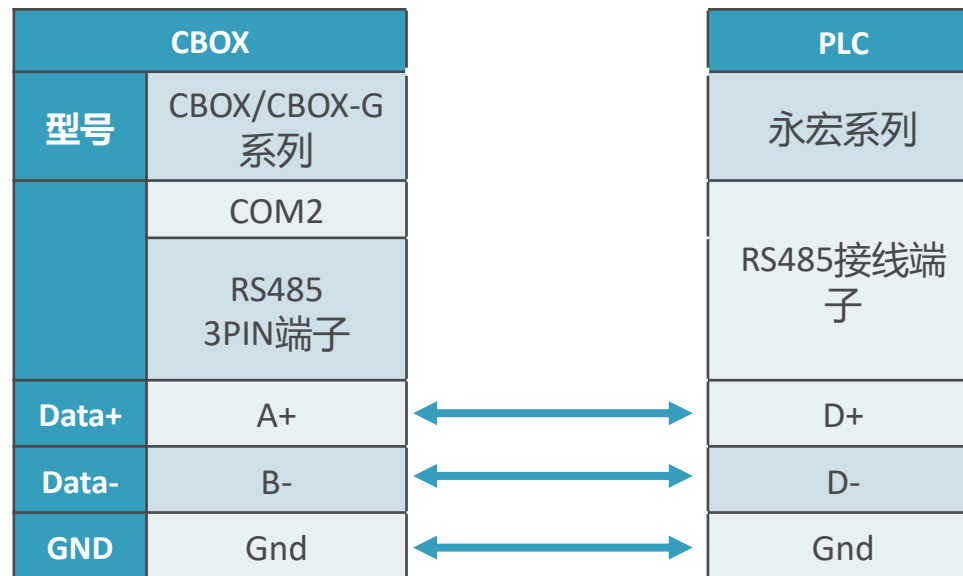 CBOX
PLC
型号
CBOX/CBOX-G
系列
永宏系列
COM2
RS485
3PIN端子
RS485接线端
子
Data+
A+
D+
Data-
B-
D-
GND
Gnd
Gnd